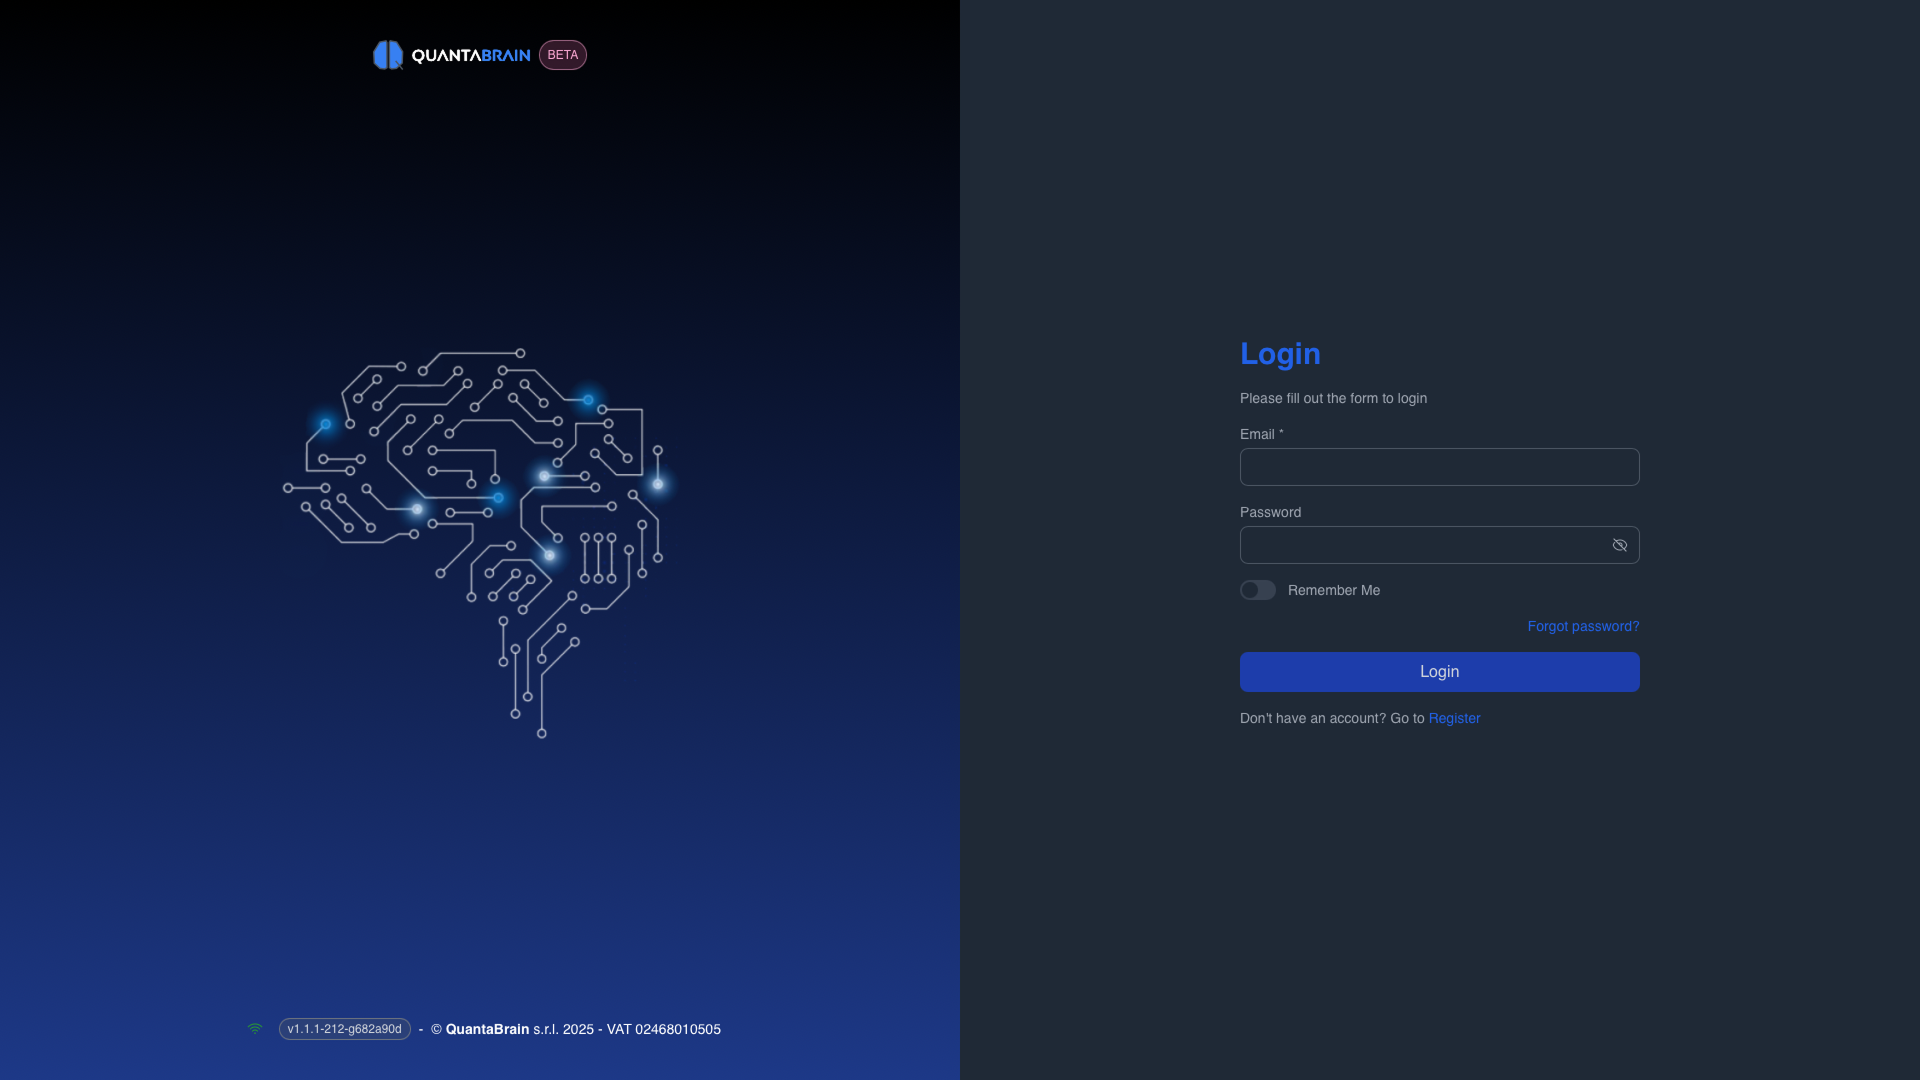 QUANTABRAIN BETA
v1.1.1-212-g682a90d - © QuantaBrain s.r.l. 2025 - VAT 02468010505
Login
Please fill out the form to login
Email *
Password
Remember Me
Forgot password?
Login
Don't have an account? Go to Register